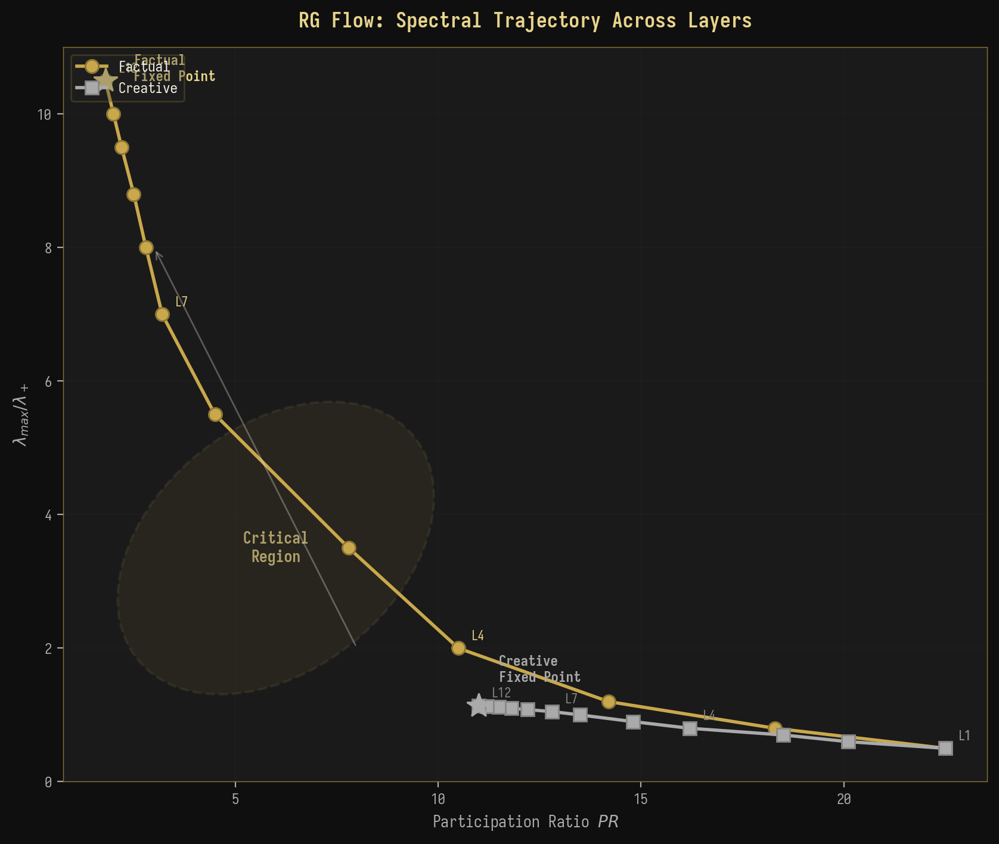 RG Flow: Spectral Trajectory Across Layers
Factual
Creative
Factual
Fixed Point
10
8
6
4
2
0
λmax/λ+
L7
Critical
Region
L4
Creative
Fixed Point
L12
L7
L4
L1
5
10
15
20
Participation Ratio PR